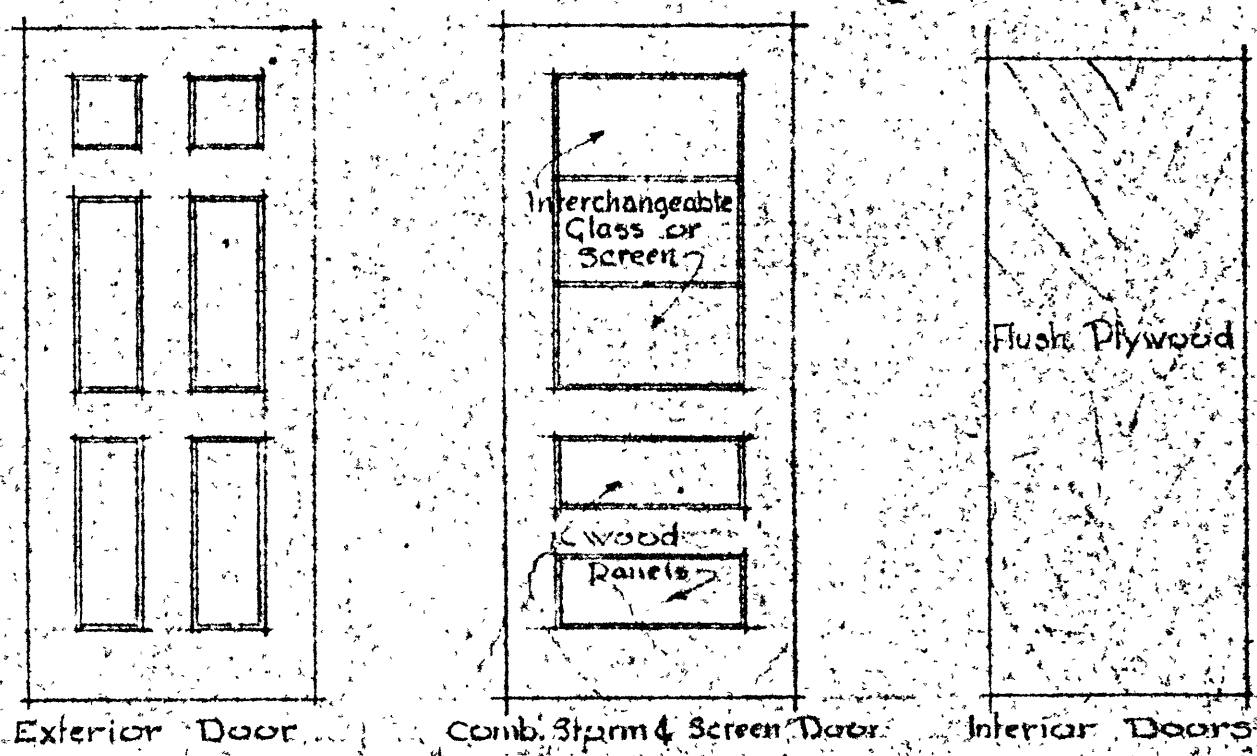 Interchangeable
Glass or
Screen
Wood
Panels
Flush Plywood
Exterior Door
Comb. Storm & Screen Door
Interior Doors